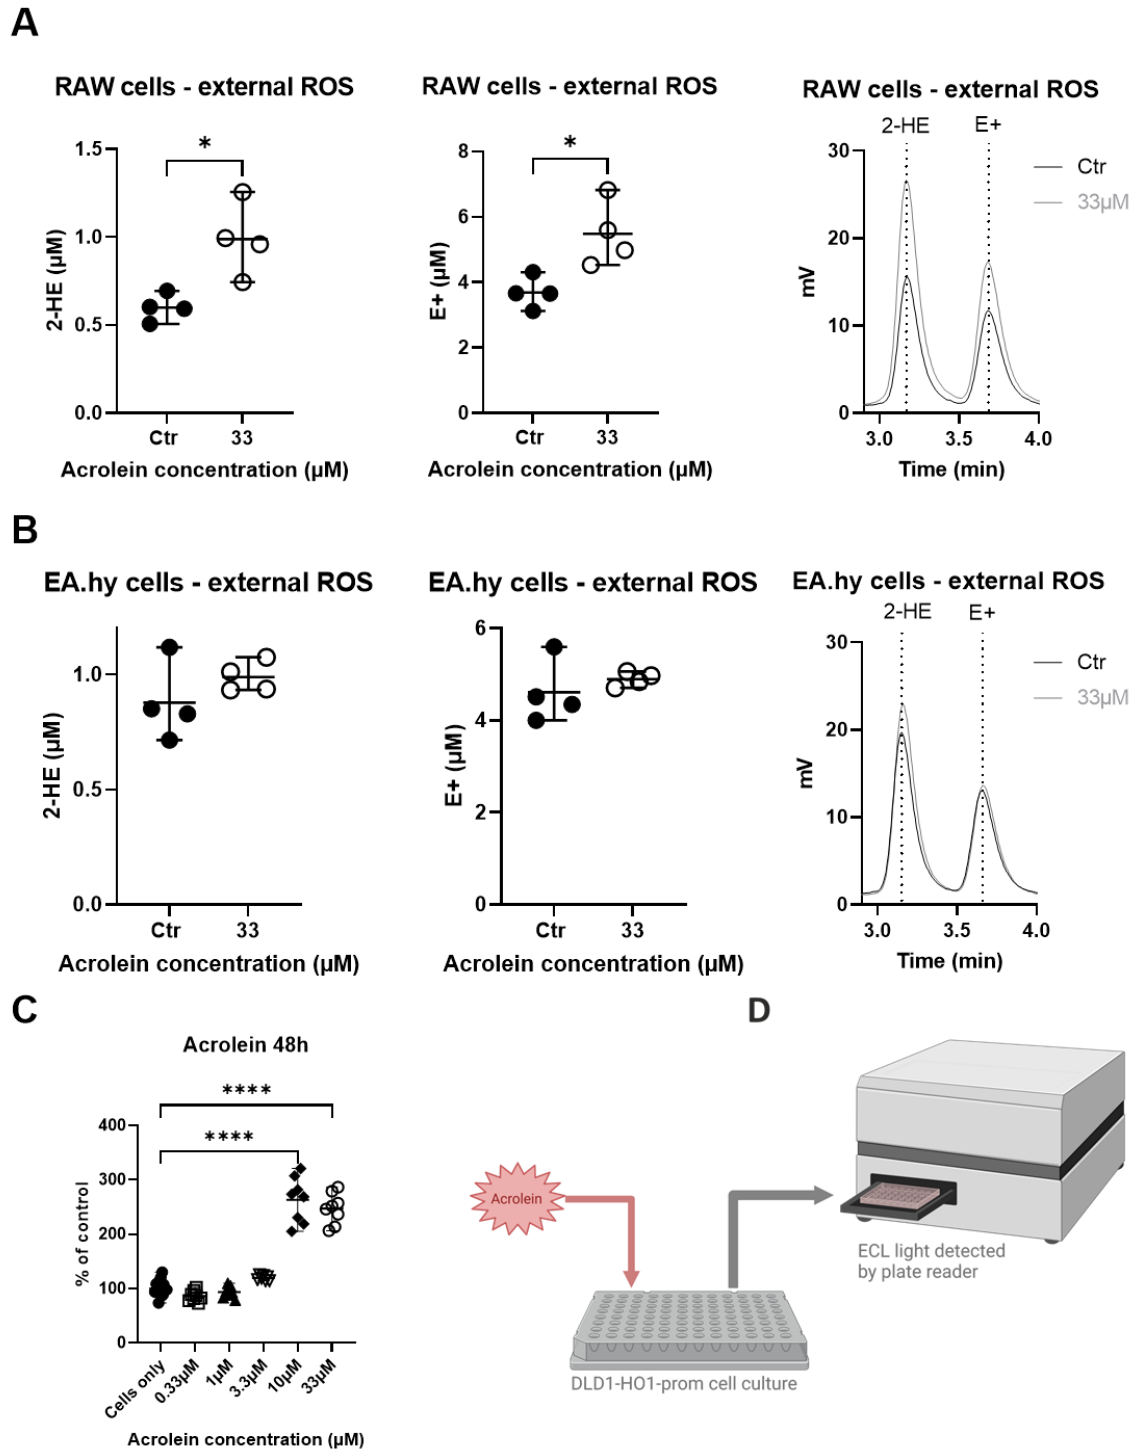 A
RAW cells - external ROS
2-HE (µM)
1.5
1.0
0.5
0.0
*
Ctr
33
Acrolein concentration (µM)
RAW cells - external ROS
E+ (µM)
8
6
4
2
0
*
Ctr
33
Acrolein concentration (µM)
RAW cells - external ROS
2-HE
E+
Ctr
33µM
mV
30
20
10
0
3.0
3.5
4.0
Time (min)
B
EA.hy cells - external ROS
2-HE (µM)
1.0
0.5
0.0
Ctr
33
Acrolein concentration (µM)
EA.hy cells - external ROS
E+ (µM)
6
4
2
0
Ctr
33
Acrolein concentration (µM)
EA.hy cells - external ROS
2-HE
E+
Ctr
33µM
mV
30
20
10
0
3.0
3.5
4.0
Time (min)
C
Acrolein 48h
% of control
400
300
200
100
0
****
****
Cells only
0.33µM
1µM
3.3µM
10µM
33µM
Acrolein concentration (µM)
D
Acrolein
DLD1-HO1-prom cell culture
ECL light detected
by plate reader